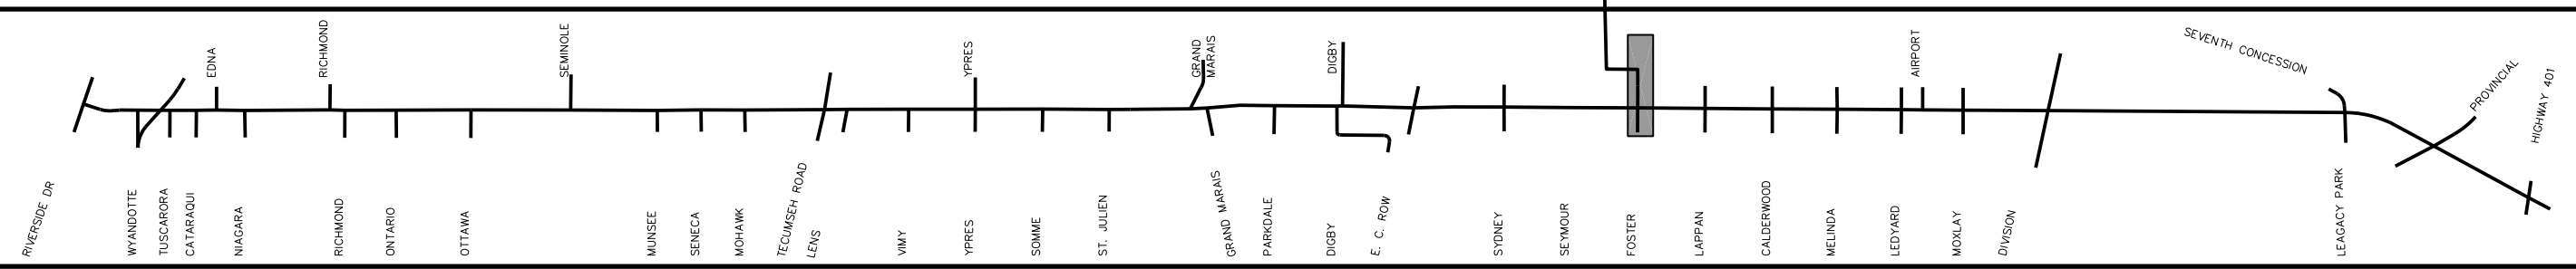 EDNA
RICHMOND
SEMINOLE
YPRES
GRAND
MARAIS
DIGBY
AIRPORT
SEVENTH CONCESSION
PROVINCIAL
HIGHWAY 401
RIVERSIDE DR
WYANDOTTE
TUSCARORA
CATARAQUI
NIAGARA
RICHMOND
ONTARIO
OTTAWA
MUNSEE
SENECA
MOHAWK
TECUMSEH ROAD
LENS
VIMY
YPRES
SOMME
ST. JULIEN
GRAND MARAIS
PARKDALE
DIGBY
E. C. ROW
SYDNEY
SEYMOUR
FOSTER
LAPPAN
CALDERWOOD
MELINDA
LEDYARD
MOXLAY
DIVISION
LEAGACY PARK